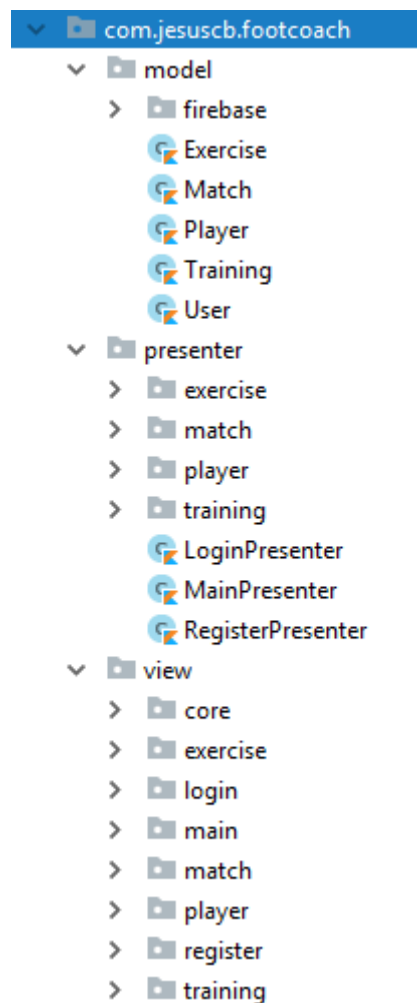 com.jesuscb.footcoach
model
firebase
Exercise
Match
Player
Training
User
presenter
exercise
match
player
training
LoginPresenter
MainPresenter
RegisterPresenter
view
core
exercise
login
main
match
player
register
training